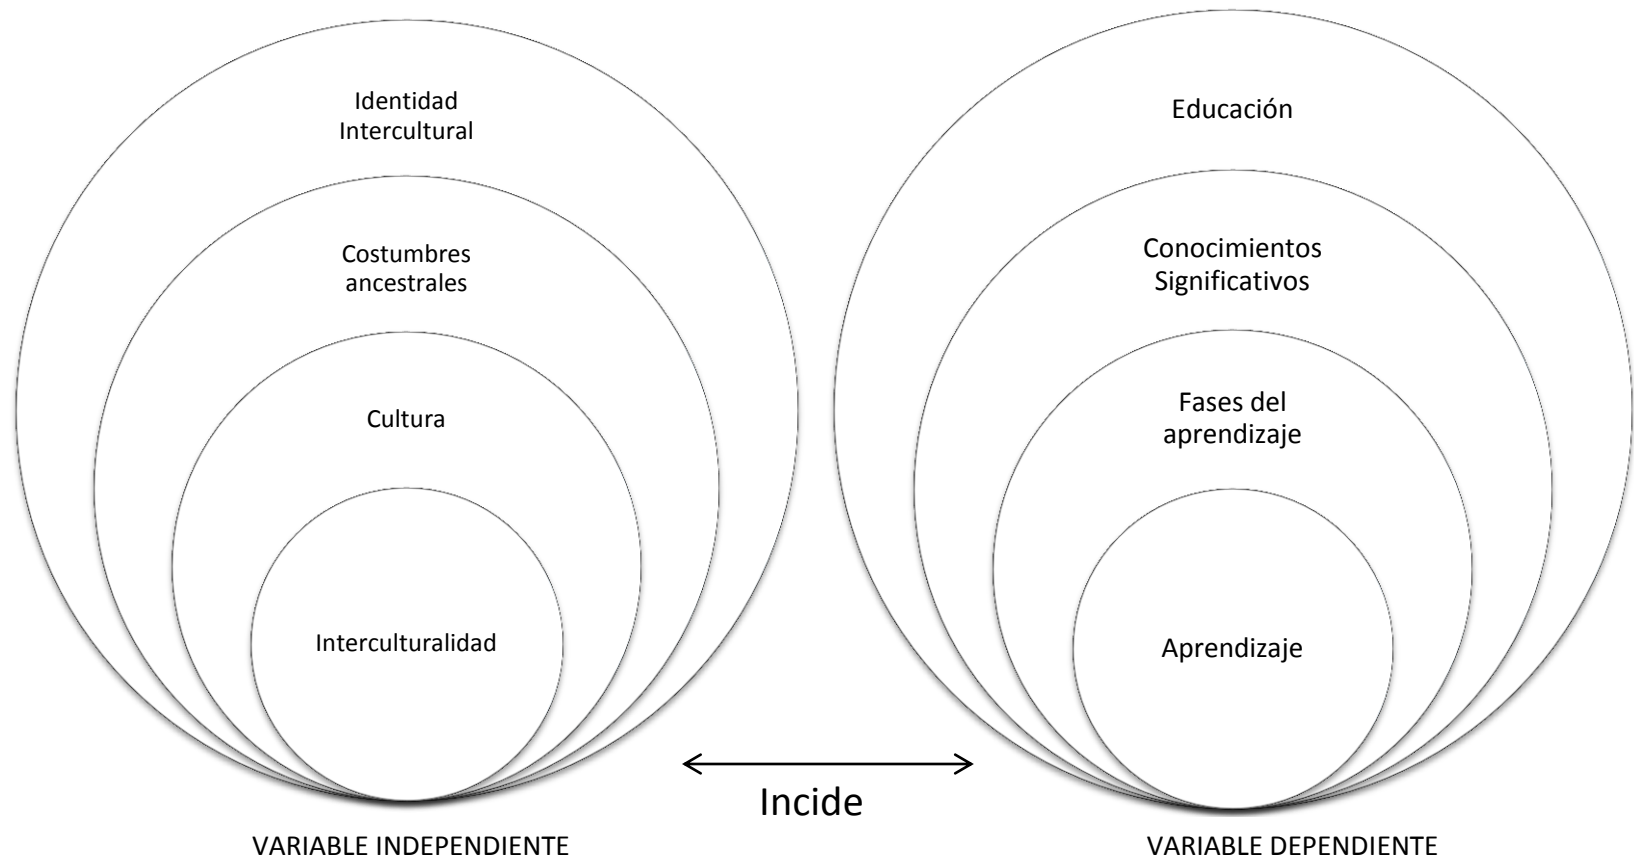 Identidad
Intercultural
Costumbres
ancestrales
Cultura
Interculturalidad
Educación
Conocimientos
Significativos
Fases del
aprendizaje
Aprendizaje
Incide
VARIABLE INDEPENDIENTE
VARIABLE DEPENDIENTE